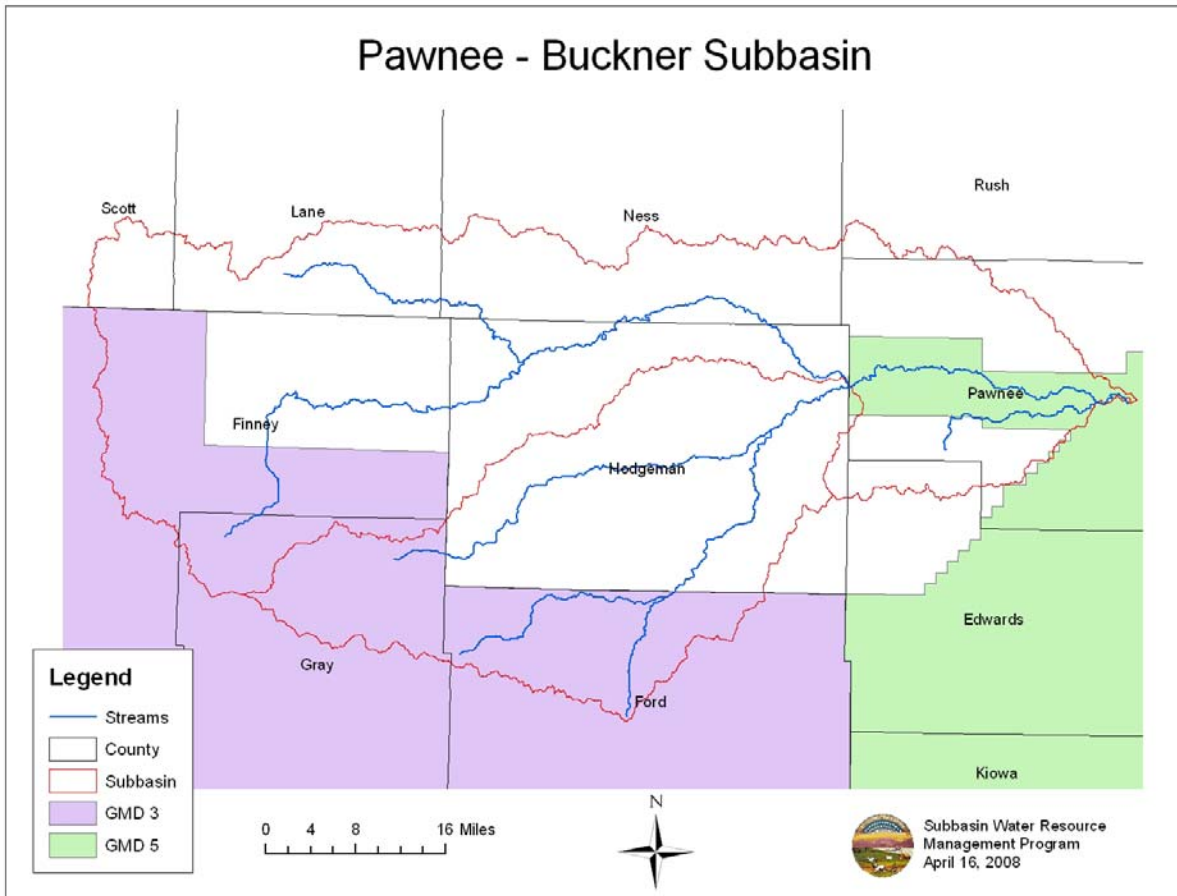 Pawnee - Buckner Subbasin
Rush
Scott
Lane
Ness
Pawnee
Finney
Hodgeman
Edwards
Gray
Ford
Kiowa
Legend
Streams
County
Subbasin
GMD 3
GMD 5
0 4 8 16 Miles
N
Subbasin Water Resource
Management Program
April 16, 2008